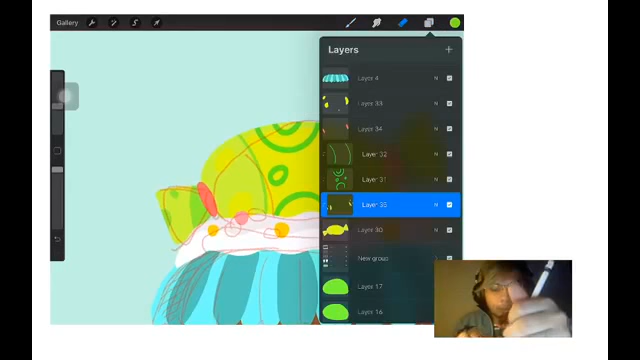 Gallery
Layers
Layer 4 N
Layer 33 N
Layer 34 N
Layer 32 N
Layer 31 N
Layer 35 N
Layer 30 N
New group
Layer 17
Layer 16